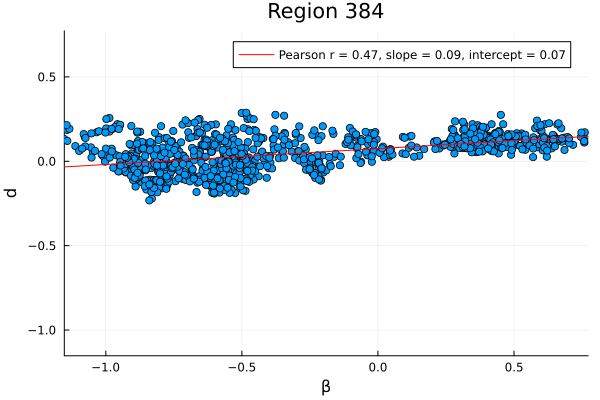 Region 384
Pearson r = 0.47, slope = 0.09, intercept = 0.07
0.5
0.0
−0.5
−1.0
d
−1.0 −0.5 0.0 0.5
β